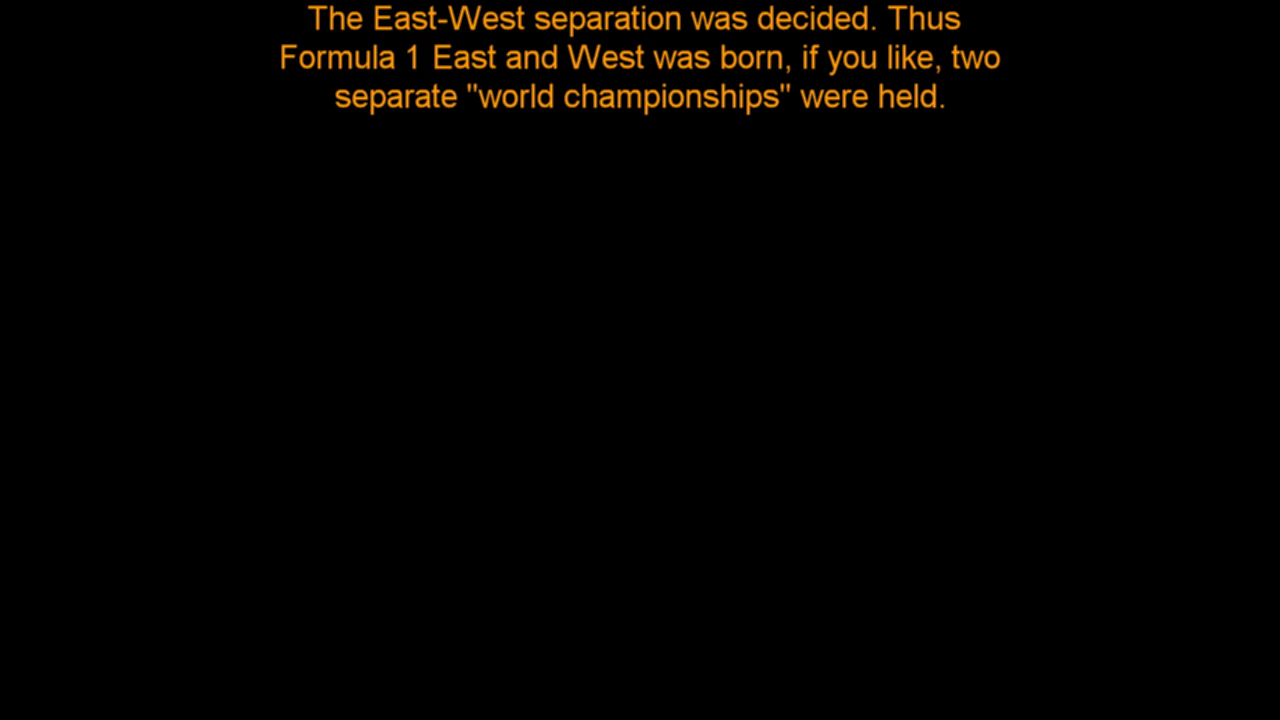 The East-West separation was decided. Thus
Formula 1 East and West was born, if you like, two
separate "world championships" were held.